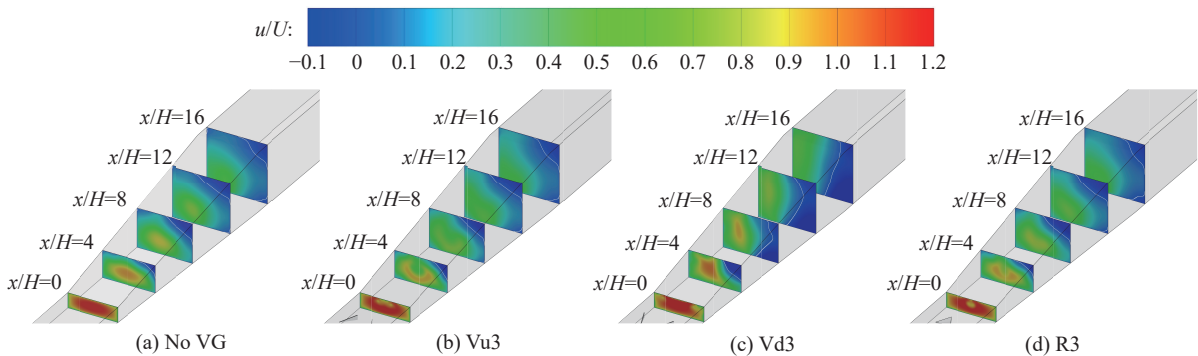 u/U:
−0.1 0 0.1 0.2 0.3 0.4 0.5 0.6 0.7 0.8 0.9 1.0 1.1 1.2
x/H=16
x/H=12
x/H=8
x/H=4
x/H=0
(a) No VG
x/H=16
x/H=12
x/H=8
x/H=4
x/H=0
(b) Vu3
x/H=16
x/H=12
x/H=8
x/H=4
x/H=0
(c) Vd3
x/H=16
x/H=12
x/H=8
x/H=4
x/H=0
(d) R3